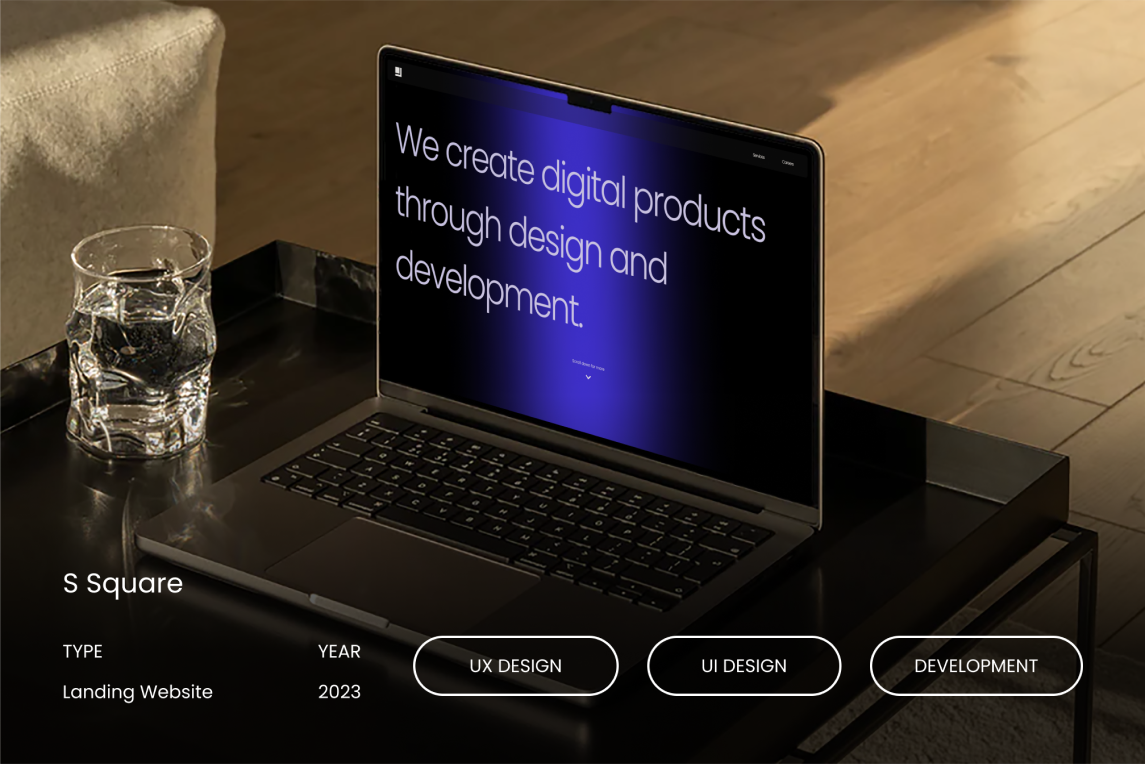 Services Contact
We create digital products
through design and
development.
Scroll down for more
S Square
TYPE
Landing Website
YEAR
2023
UX DESIGN
UI DESIGN
DEVELOPMENT